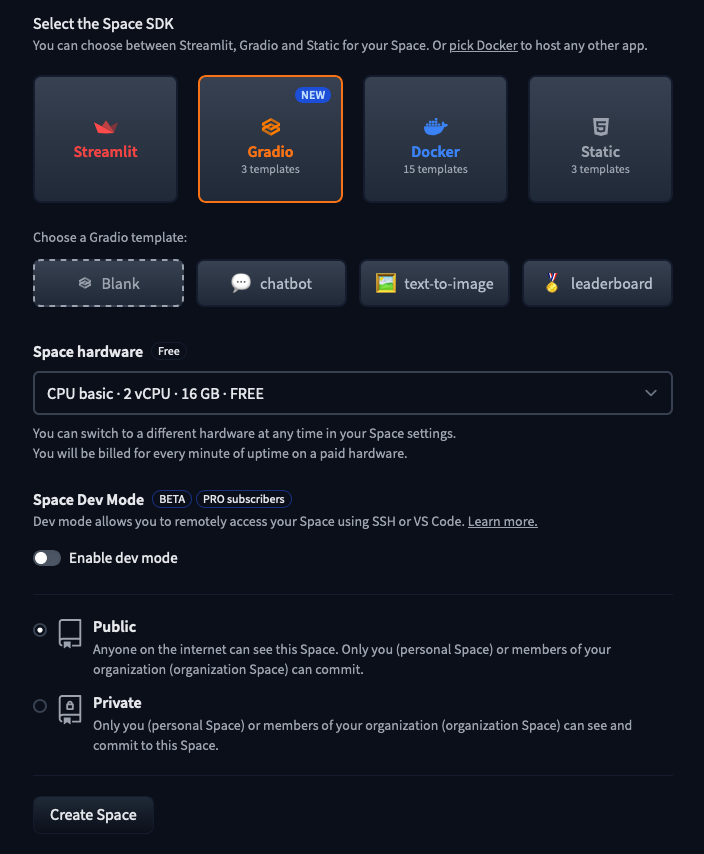 Select the Space SDK
You can choose between Streamlit, Gradio and Static for your Space. Or pick Docker to host any other app.
NEW
Streamlit
Gradio
3 templates
Docker
15 templates
Static
3 templates
Choose a Gradio template:
Blank
chatbot
text-to-image
leaderboard
Space hardware Free
CPU basic · 2 vCPU · 16 GB · FREE
You can switch to a different hardware at any time in your Space settings.
You will be billed for every minute of uptime on a paid hardware.
Space Dev Mode BETA PRO subscribers
Dev mode allows you to remotely access your Space using SSH or VS Code. Learn more.
Enable dev mode
Public
Anyone on the internet can see this Space. Only you (personal Space) or members of your
organization (organization Space) can commit.
Private
Only you (personal Space) or members of your organization (organization Space) can see and
commit to this Space.
Create Space